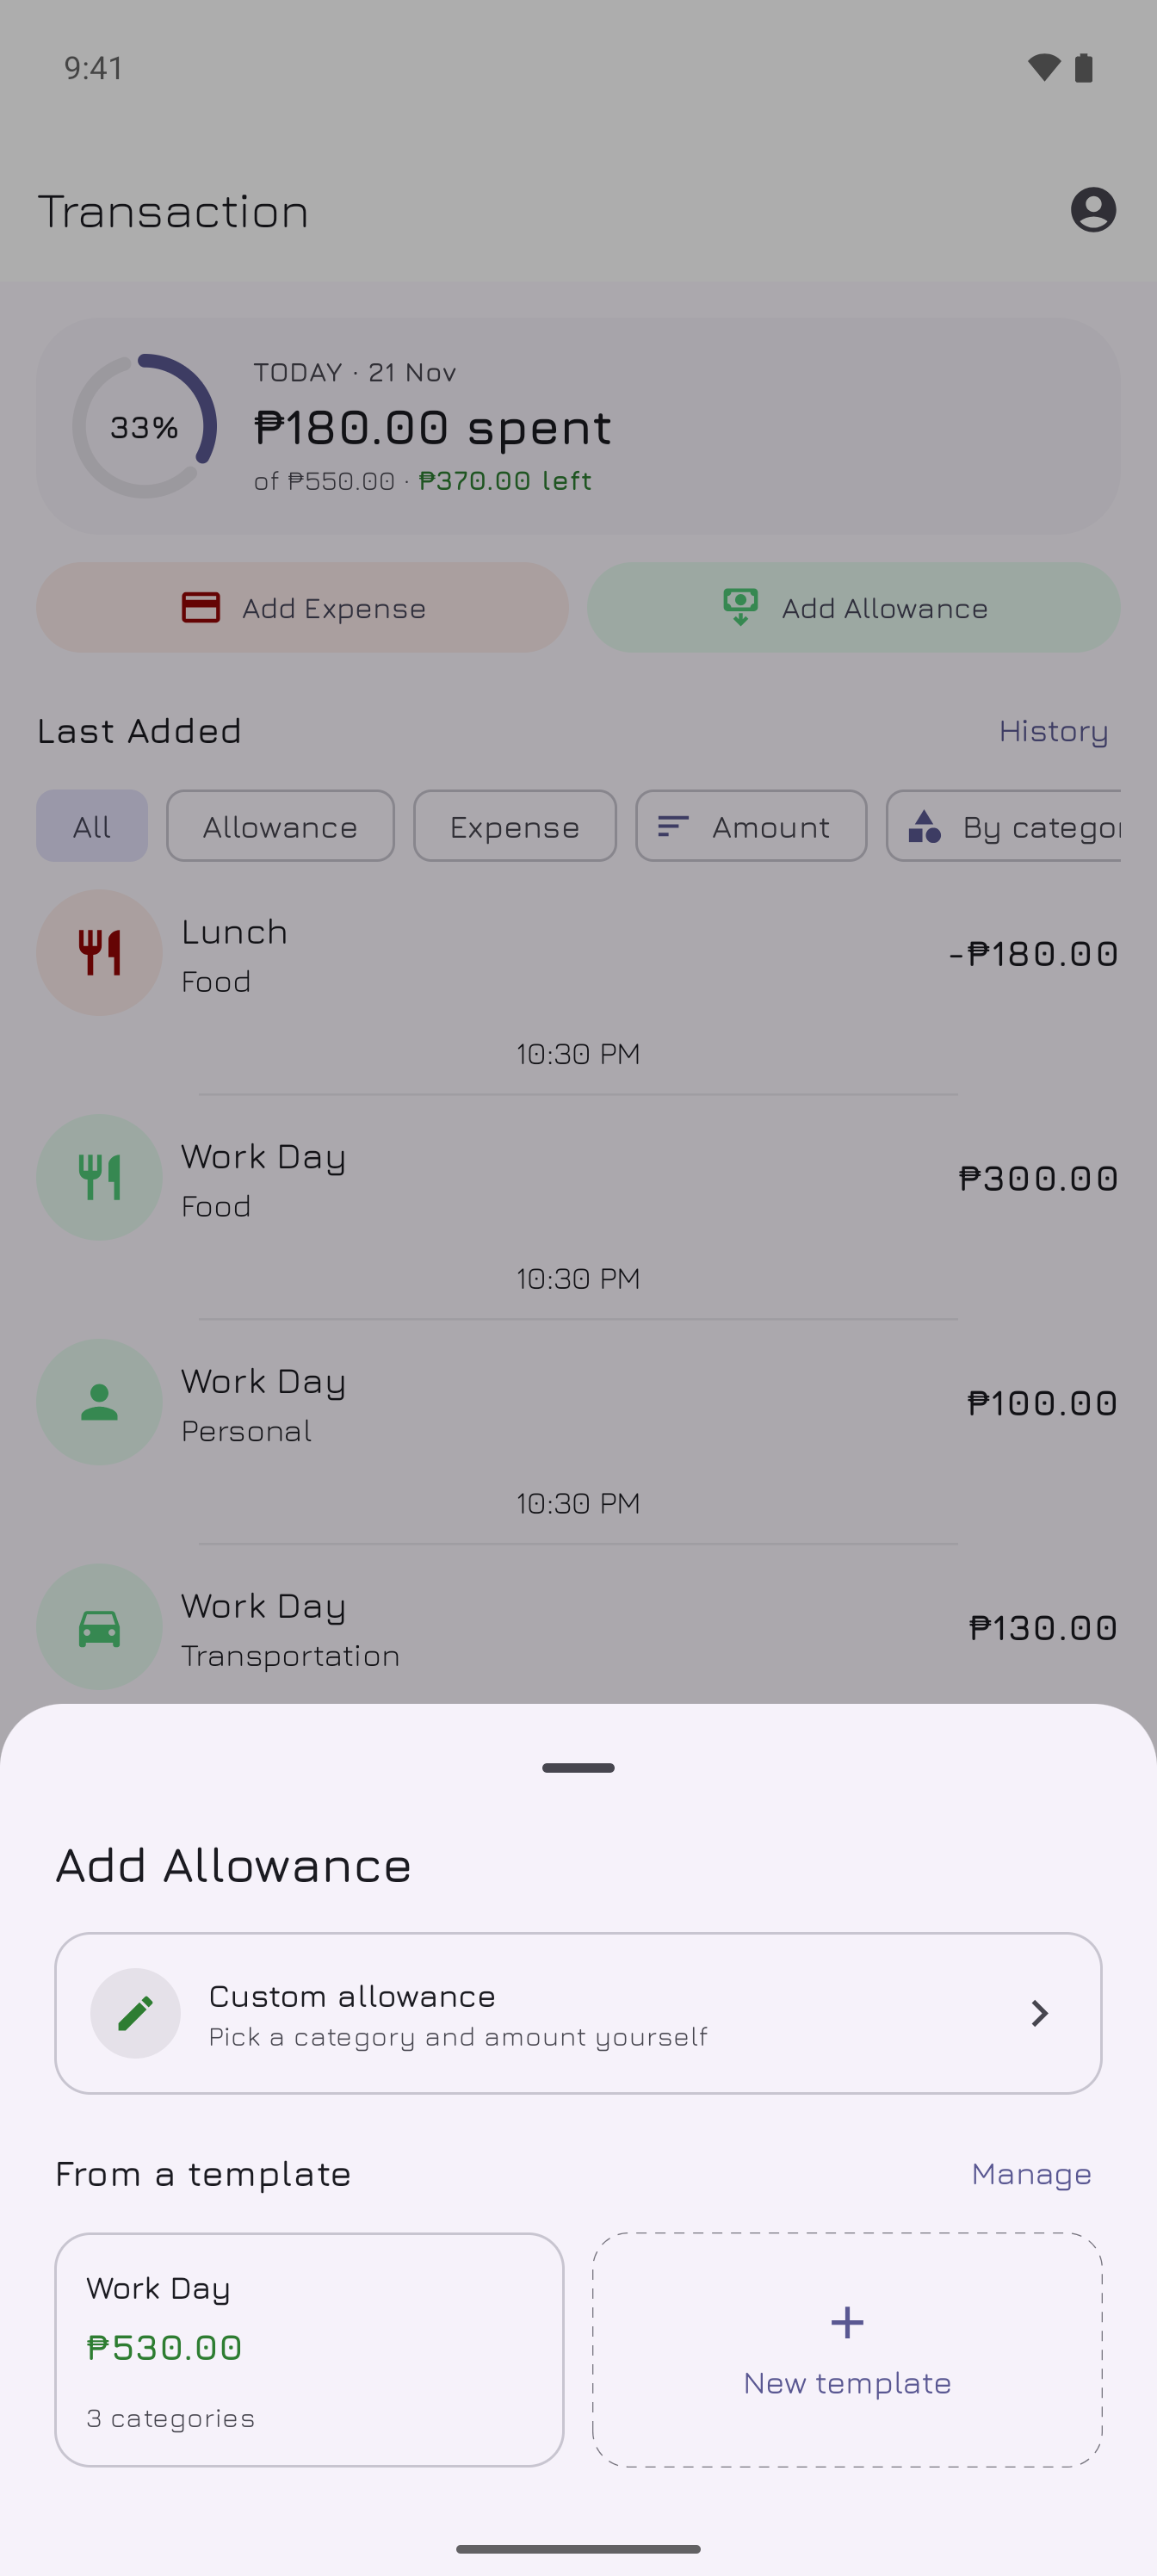 9:41
Transaction
33%
TODAY · 21 Nov
₱180.00 spent
of ₱550.00 · ₱370.00 left
Add Expense
Add Allowance
Last Added
History
All
Allowance
Expense
Amount
By categor
Lunch
Food
-₱180.00
10:30 PM
Work Day
Food
₱300.00
10:30 PM
Work Day
Personal
₱100.00
10:30 PM
Work Day
Transportation
₱130.00
Add Allowance
Custom allowance
Pick a category and amount yourself
From a template
Manage
Work Day
₱530.00
3 categories
New template